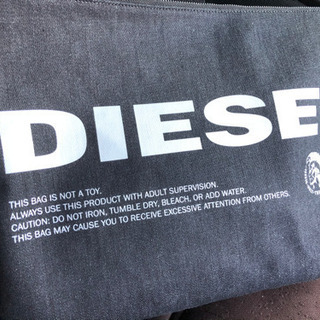 DIESE
THIS BAG IS NOT A TOY.
ALWAYS USE THIS PRODUCT WITH ADULT SUPERVISION.
CAUTION: DO NOT IRON, TUMBLE DRY, BLEACH, OR ADD WATER.
THIS BAG MAY CAUSE YOU TO RECEIVE EXCESSIVE ATTENTION FROM OTHERS.